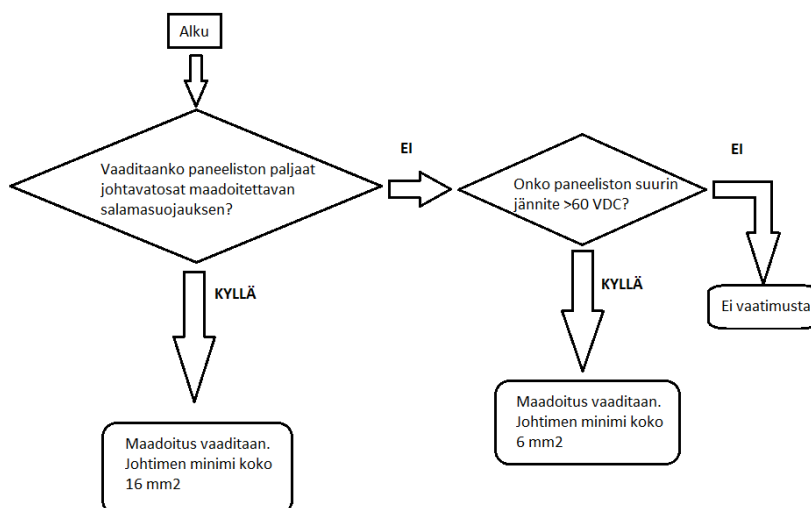 Alku
Vaaditaanko paneeliston paljaat
johtavatosat maadoitettavan
salamasuojauksen?
EI
Onko paneeliston suurin
jännite >60 VDC?
EI
KYLLÄ
KYLLÄ
Ei vaatimusta
Maadoitus vaaditaan.
Johtimen minimi koko
6 mm2
Maadoitus vaaditaan.
Johtimen minimi koko
16 mm2